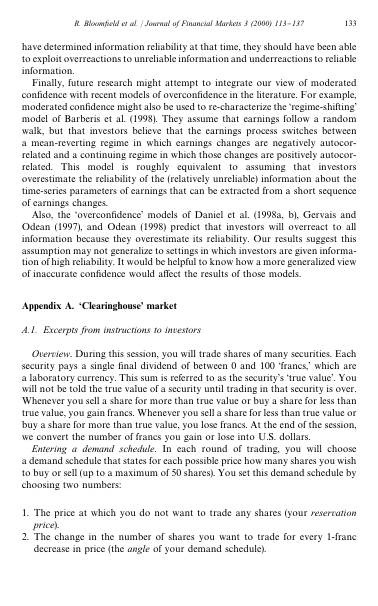 R. Bloomfield et al. / Journal of Financial Markets 3 (2000) 113–137 133
have determined information reliability at that time, they should have been able
to exploit overreactions to unreliable information and underreactions to reliable
information.
Finally, future research might attempt to integrate our view of moderated
confidence with recent models of overconfidence in the literature. For example,
moderated confidence might also be used to re-characterize the ‘regime-shifting’
model of Barberis et al. (1998). They assume that earnings follow a random
walk, but that investors believe that the earnings process switches between
a mean-reverting regime in which earnings changes are negatively autocor-
related and a continuing regime in which those changes are positively autocor-
related. This model is roughly equivalent to assuming that investors
overestimate the reliability of the (relatively unreliable) information about the
time-series parameters of earnings that can be extracted from a short sequence
of earnings changes.
Also, the ‘overconfidence’ models of Daniel et al. (1998a, b), Gervais and
Odean (1997), and Odean (1998) predict that investors will overreact to all
information because they overestimate its reliability. Our results suggest this
assumption may not generalize to settings in which investors are given informa-
tion of high reliability. It would be helpful to know how a more generalized view
of inaccurate confidence would affect the results of those models.
Appendix A. ‘Clearinghouse’ market
A.1. Excerpts from instructions to investors
Overview. During this session, you will trade shares of many securities. Each
security pays a single final dividend of between 0 and 100 ‘francs,’ which are
a laboratory currency. This sum is referred to as the security's ‘true value’. You
will not be told the true value of a security until trading in that security is over.
Whenever you sell a share for more than true value or buy a share for less than
true value, you gain francs. Whenever you sell a share for less than true value or
buy a share for more than true value, you lose francs. At the end of the session,
we convert the number of francs you gain or lose into U.S. dollars.
Entering a demand schedule. In each round of trading, you will choose
a demand schedule that states for each possible price how many shares you wish
to buy or sell (up to a maximum of 50 shares). You set this demand schedule by
choosing two numbers:
1. The price at which you do not want to trade any shares (your reservation
price).
2. The change in the number of shares you want to trade for every 1-franc
decrease in price (the angle of your demand schedule).